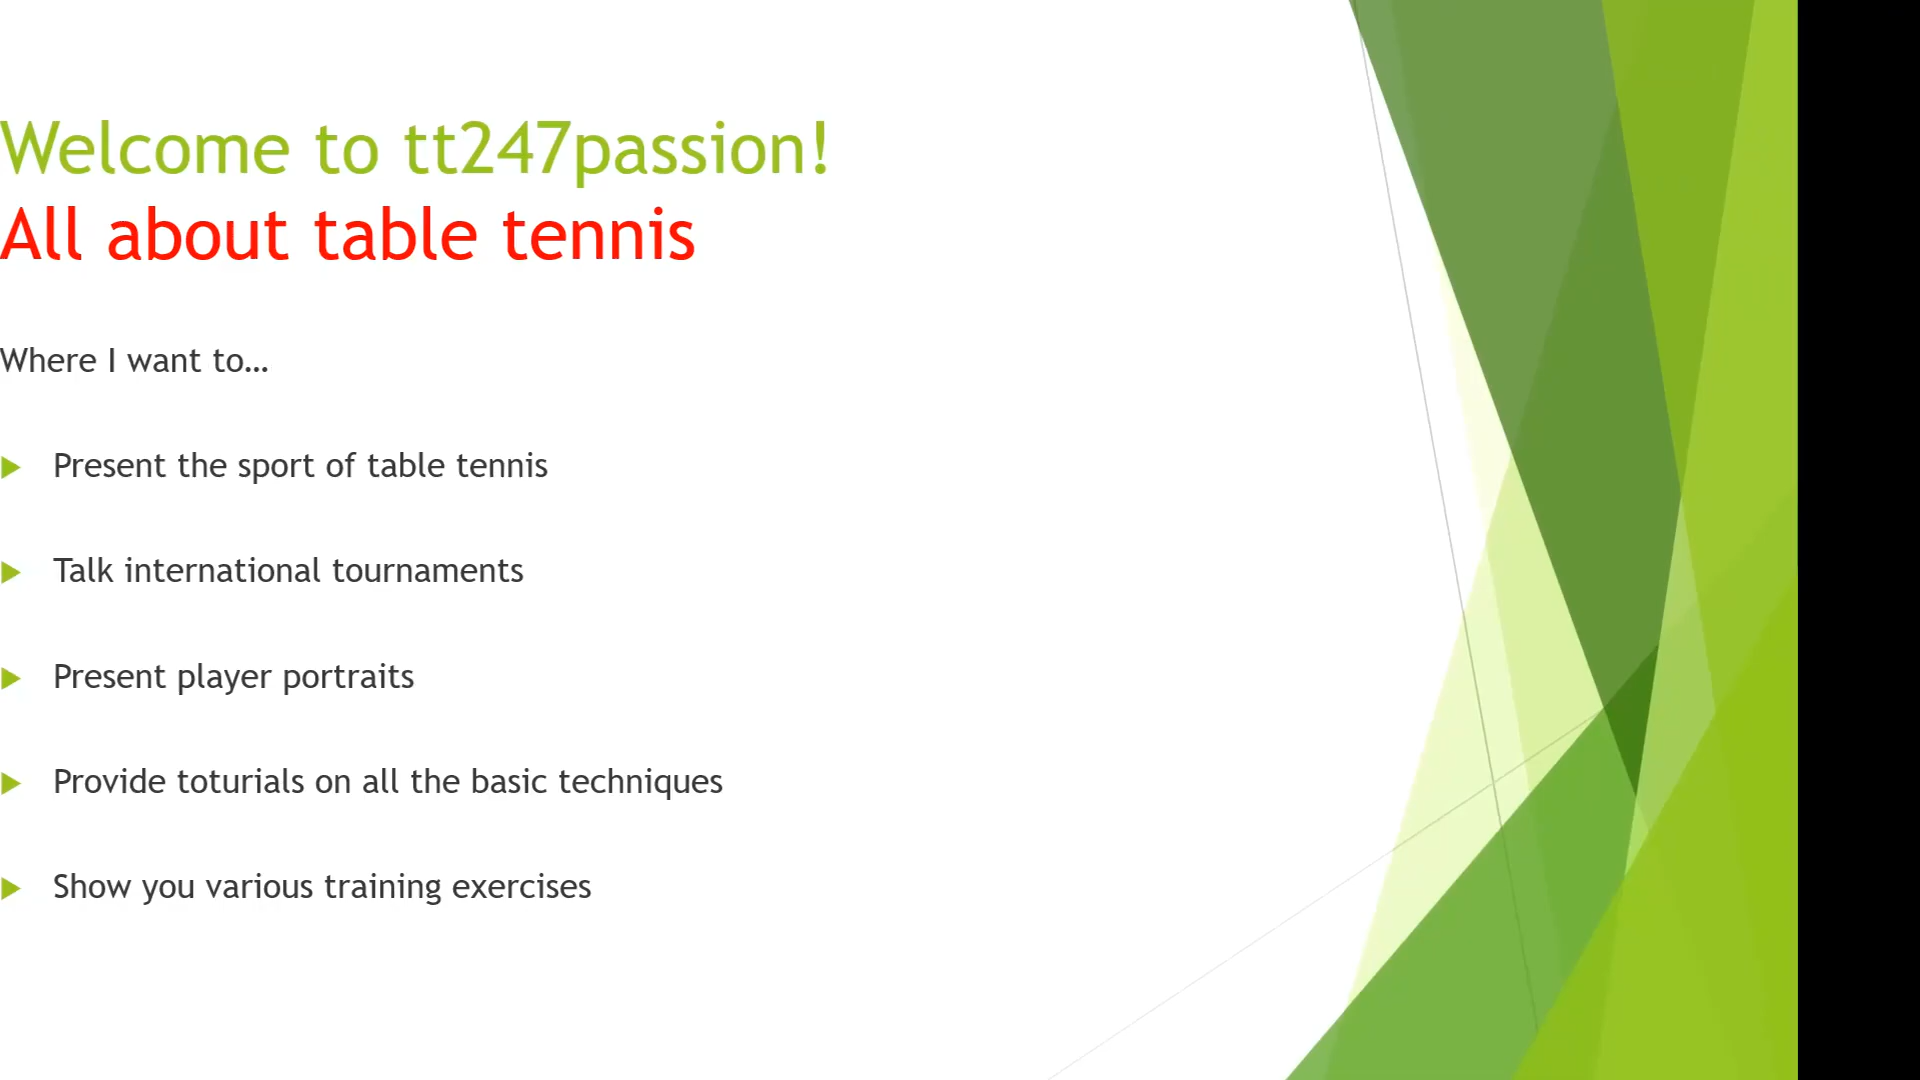 Welcome to tt247passion!
All about table tennis
Where I want to…
Present the sport of table tennis
Talk international tournaments
Present player portraits
Provide toturials on all the basic techniques
Show you various training exercises